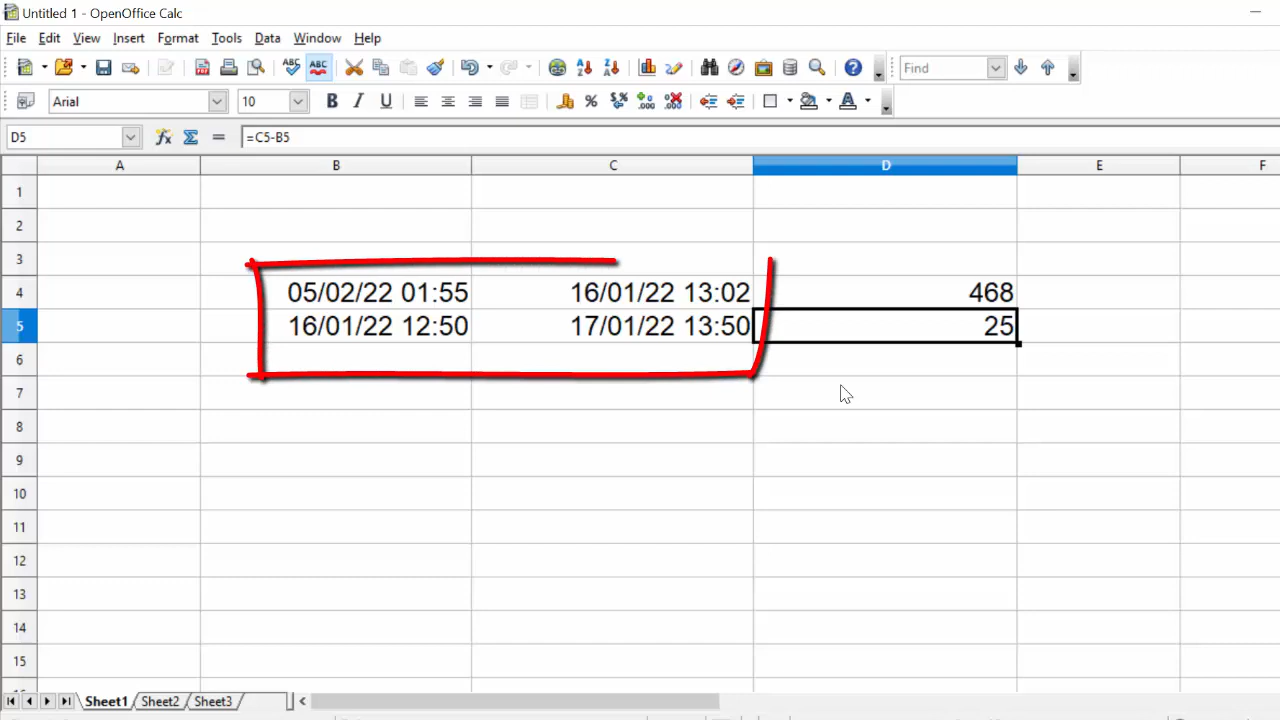 Untitled 1 - OpenOffice Calc
File Edit View Insert Format Tools Data Window Help
ABC ABC Find
Arial 10 B I U
D5 =C5-B5
A B C D E F
1
2
3
4 05/02/22 01:55 16/01/22 13:02 468
5 16/01/22 12:50 17/01/22 13:50 25
6
7
8
9
10
11
12
13
14
15
Sheet1 Sheet2 Sheet3